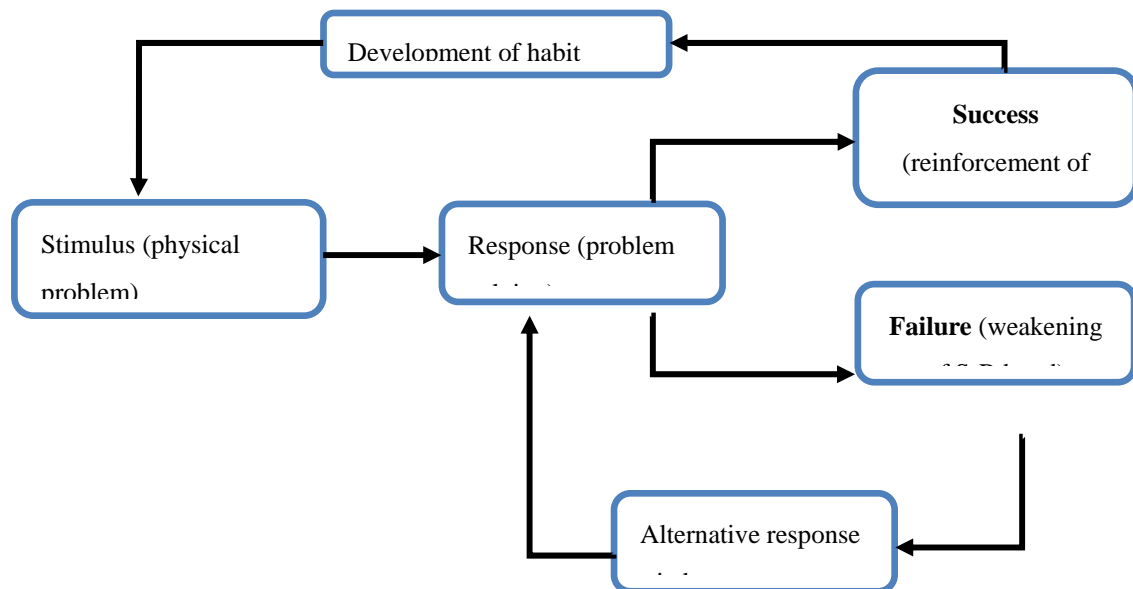 Development of habit
Success
(reinforcement of
Stimulus (physical
problem)
Response (problem
Failure (weakening
Alternative response